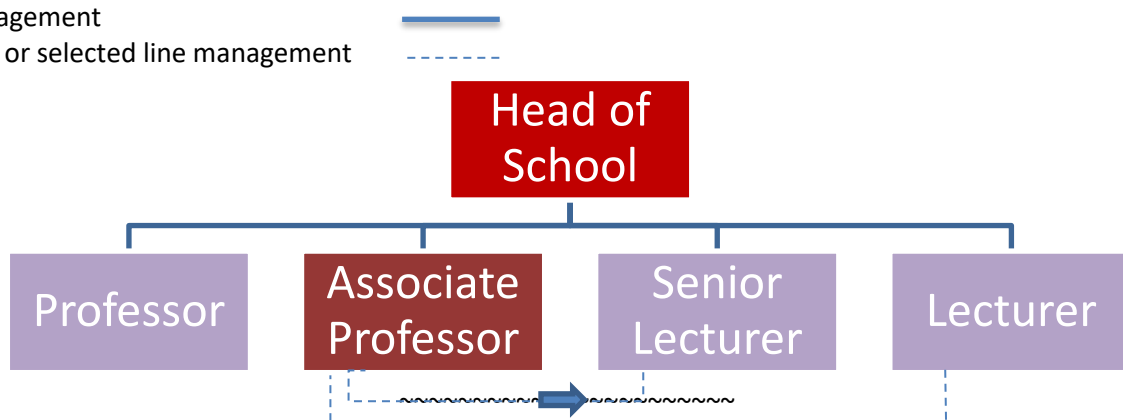 agement
or selected line management
Head of
School
Professor
Associate
Professor
Senior
Lecturer
Lecturer